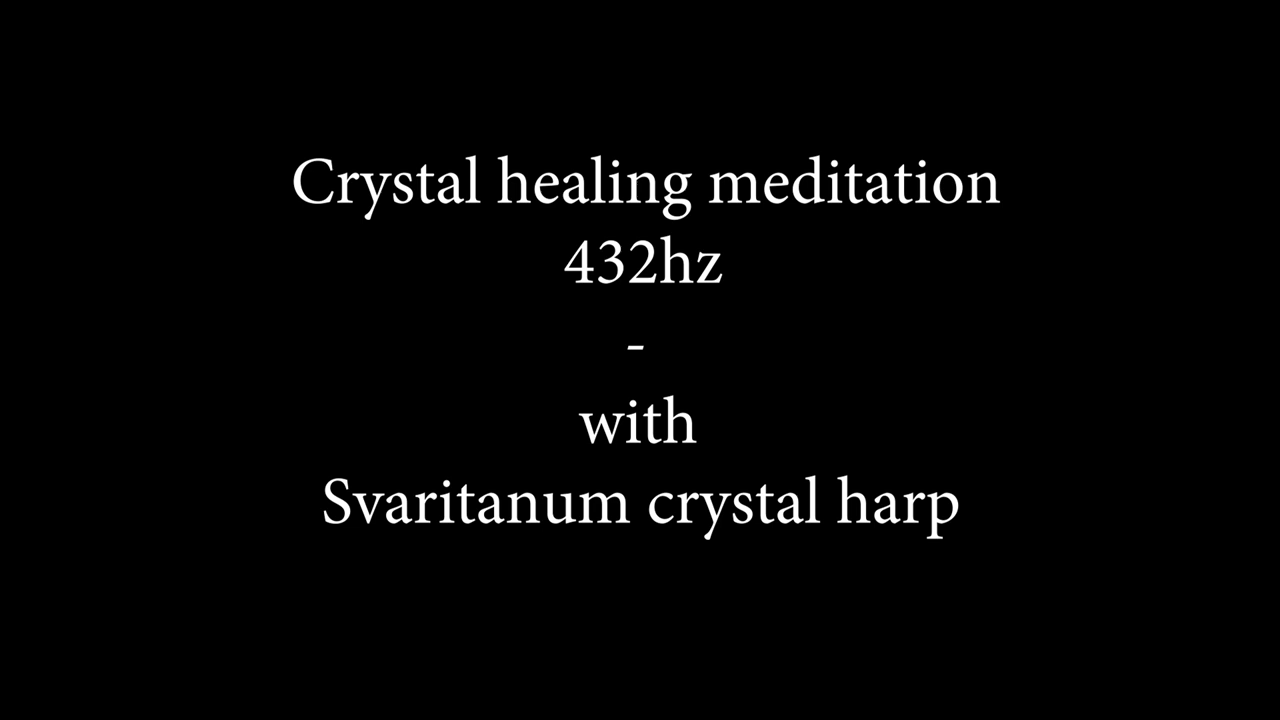 Crystal healing meditation
432hz
-
with
Svaritanum crystal harp